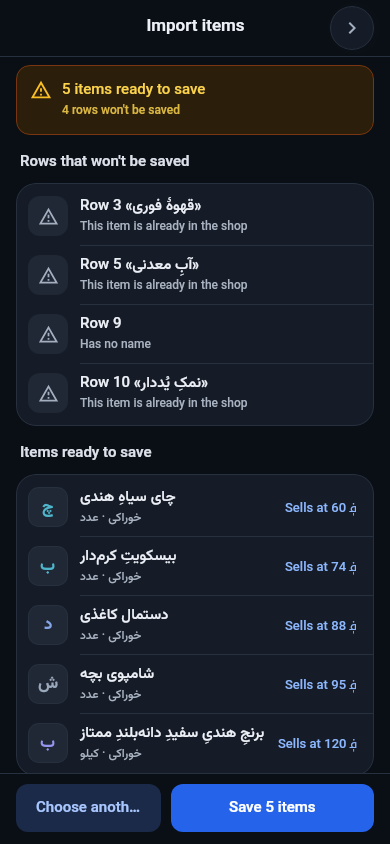 Import items
5 items ready to save
4 rows won't be saved
Rows that won't be saved
Row 3 «قهوهٔ فوری»
This item is already in the shop
Row 5 «آبِ معدنی»
This item is already in the shop
Row 9
Has no name
Row 10 «نمکِ یُددار»
This item is already in the shop
Items ready to save
چ
چای سیاهِ هندی
خوراکی · عدد
Sells at 60 ؋
ب
بیسکویتِ کرم‌دار
خوراکی · عدد
Sells at 74 ؋
د
دستمال کاغذی
خوراکی · عدد
Sells at 88 ؋
ش
شامپوی بچه
خوراکی · عدد
Sells at 95 ؋
ب
برنجِ هندیِ سفیدِ دانه‌بلندِ ممتاز
خوراکی · کیلو
Sells at 120 ؋
Choose anoth...
Save 5 items